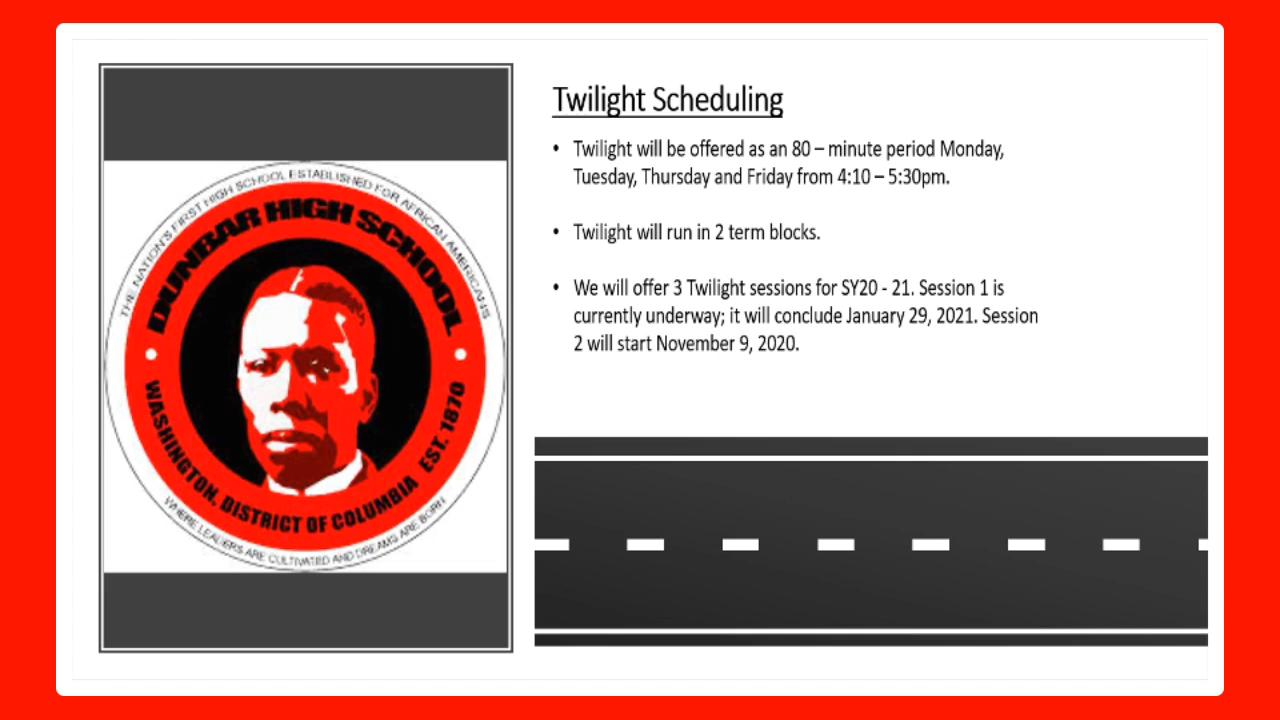 THE NATION'S FIRST HIGH SCHOOL ESTABLISHED FOR AFRICAN AMERICANS
DUNBAR HIGH SCHOOL
WASHINGTON, DISTRICT OF COLUMBIA EST. 1870
WHERE LEADERS ARE CULTIVATED AND DREAMS ARE BORN
Twilight Scheduling
• Twilight will be offered as an 80 – minute period Monday,
Tuesday, Thursday and Friday from 4:10 – 5:30pm.
• Twilight will run in 2 term blocks.
• We will offer 3 Twilight sessions for SY20 - 21. Session 1 is
currently underway; it will conclude January 29, 2021. Session
2 will start November 9, 2020.